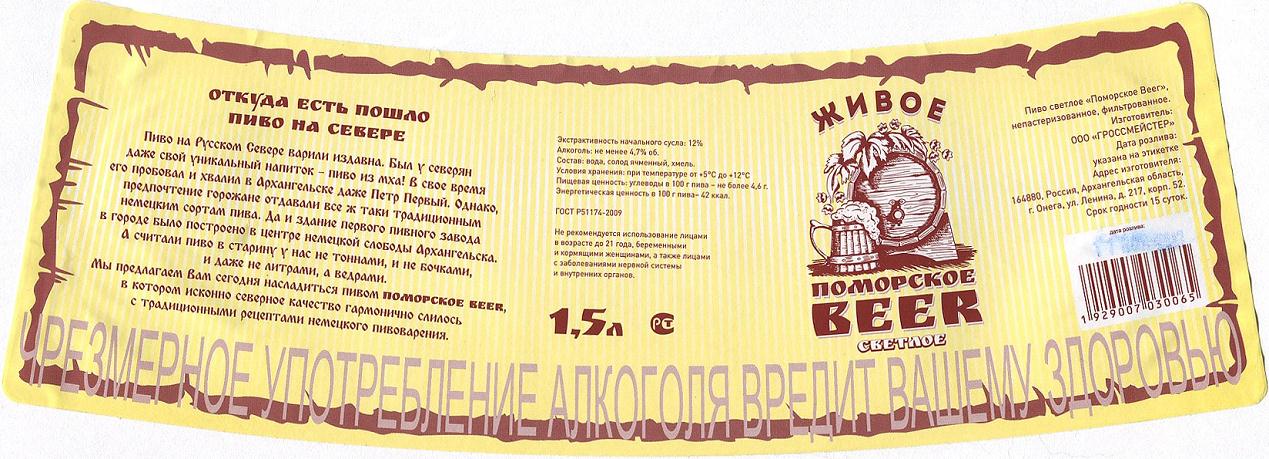 ОТКУДА ЕСТЬ ПОШЛО
ПИВО НА СЕВЕРЕ
Пиво на Русском Севере варили издавна. Был у северян
даже свой уникальный напиток – пиво из мха! В свое время
его пробовал и хвалил в Архангельске даже Петр Первый. Однако,
предпочтение горожане отдавали все ж таки традиционным
немецким сортам пива. Да и здание первого пивного завода
в городе было построено в центре немецкой слободы Архангельска.
А считали пиво в старину у нас не тоннами, и не бочками,
и даже не литрами, а ведрами.
Мы предлагаем Вам сегодня насладиться пивом ПОМОРСКОЕ BEER,
в котором исконно северное качество гармонично слилось
с традиционными рецептами немецкого пивоварения.
Экстрактивность начального сусла: 12%
Алкоголь: не менее 4,7% об.
Состав: вода, солод ячменный, хмель.
Условия хранения: при температуре от +5°С до +12°С
Пищевая ценность: углеводы в 100 г пива – не более 4,6 г.
Энергетическая ценность в 100 г пива– 42 ккал.
ГОСТ Р51174-2009
Не рекомендуется использование лицами
в возрасте до 21 года, беременными
и кормящими женщинами, а также лицами
с заболеваниями нервной системы
и внутренних органов.
1,5л РСТ
ЖИВОЕ
ПОМОРСКОЕ
BEER
СВЕТЛОЕ
Пиво светлое «Поморское Beer»,
непастеризованное, фильтрованное.
Изготовитель:
ООО «ГРОССМЕЙСТЕР»
Дата розлива:
указана на этикетке
Адрес изготовителя:
164880, Россия, Архангельская область,
г. Онега, ул. Ленина, д. 217, корп. 52.
Срок годности 15 суток.
дата розлива:
1 929007 030065
ЧРЕЗМЕРНОЕ УПОТРЕБЛЕНИЕ АЛКОГОЛЯ ВРЕДИТ ВАШЕМУ ЗДОРОВЬЮ